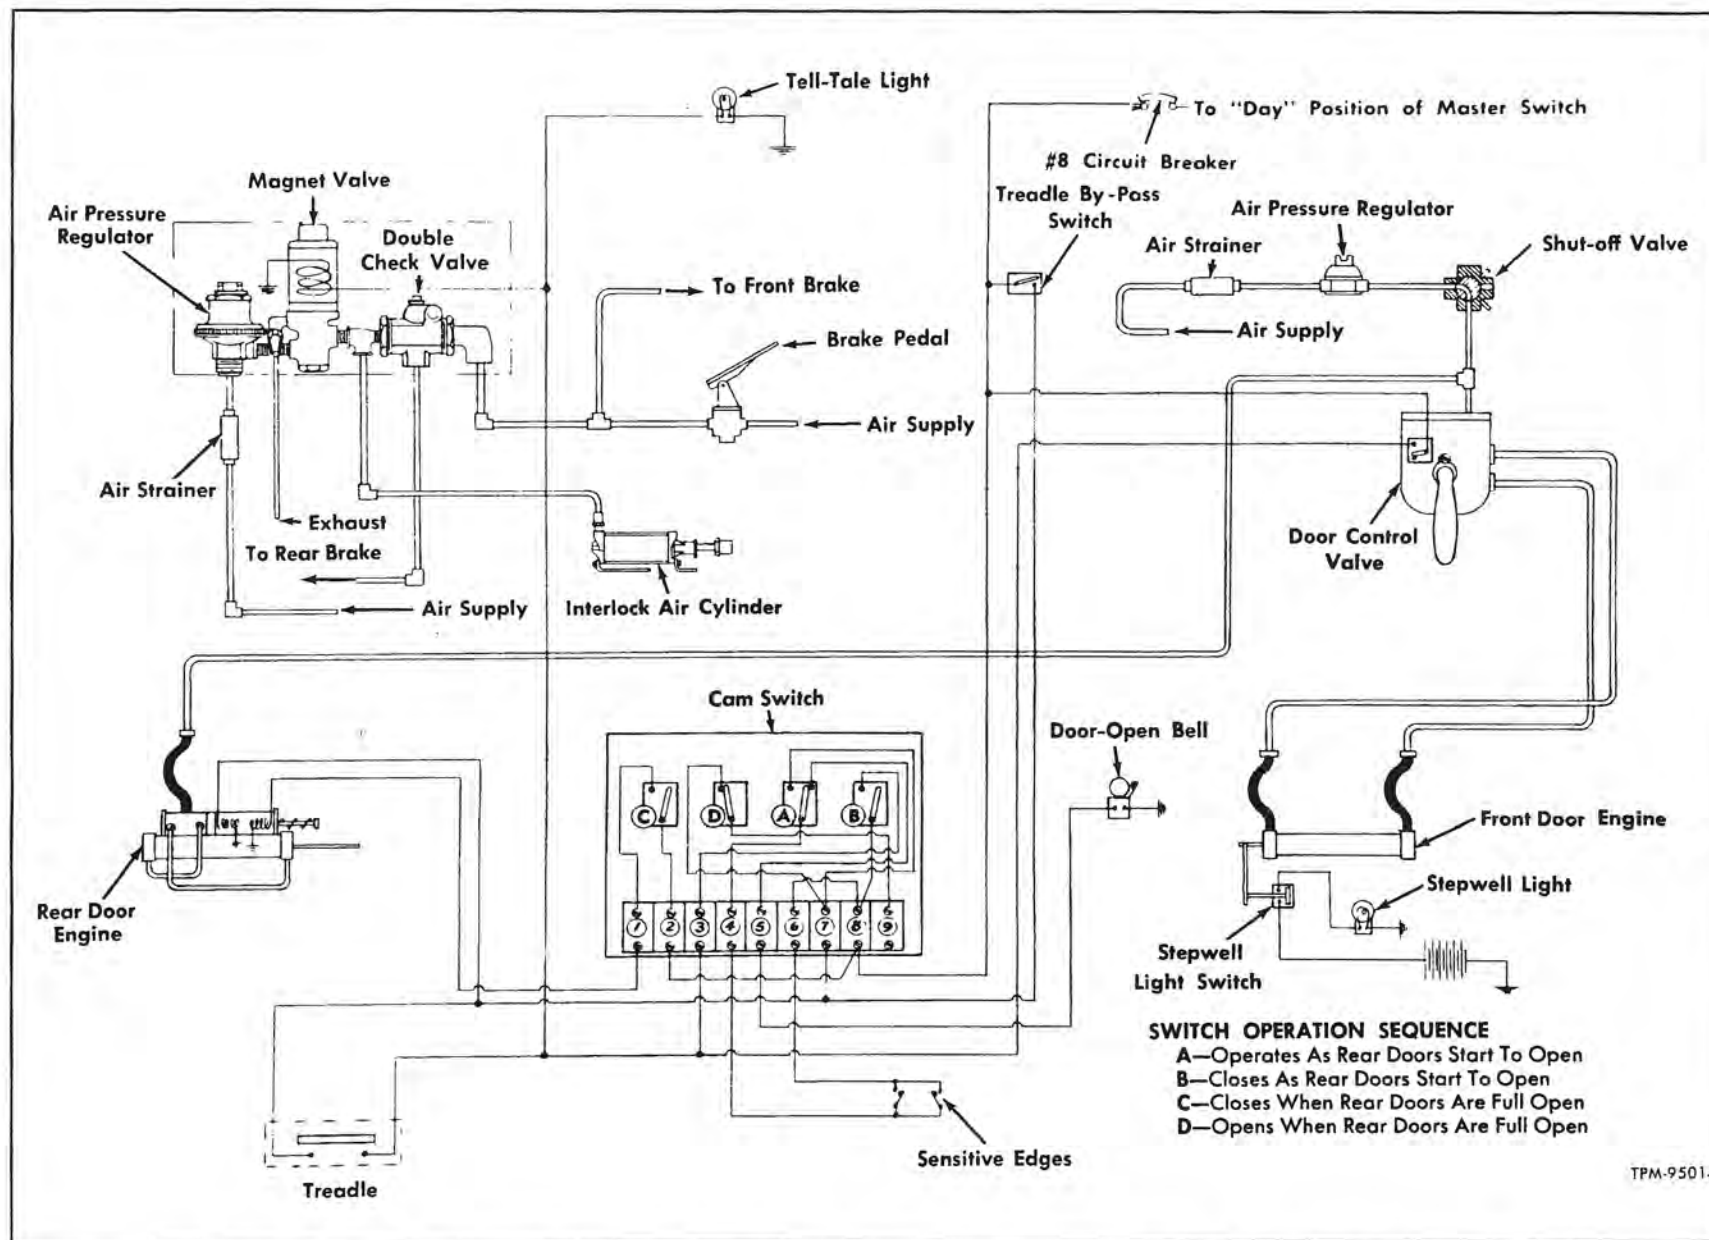 Tell-Tale Light
To "Day" Position of Master Switch
#8 Circuit Breaker
Magnet Valve
Treadle By-Pass
Switch
Air Pressure
Regulator
Air Pressure Regulator
Double
Check Valve
Air Strainer
Shut-off Valve
To Front Brake
Air Supply
Brake Pedal
Air Supply
Air Strainer
Exhaust
To Rear Brake
Door Control
Valve
Air Supply
Interlock Air Cylinder
Cam Switch
Door-Open Bell
C
D
A
B
Front Door Engine
Rear Door
Engine
Stepwell Light
1 2 3 4 5 6 7 8 9
Stepwell
Light Switch
SWITCH OPERATION SEQUENCE
A—Operates As Rear Doors Start To Open
B—Closes As Rear Doors Start To Open
C—Closes When Rear Doors Are Full Open
D—Opens When Rear Doors Are Full Open
Sensitive Edges
Treadle
TPM-9501